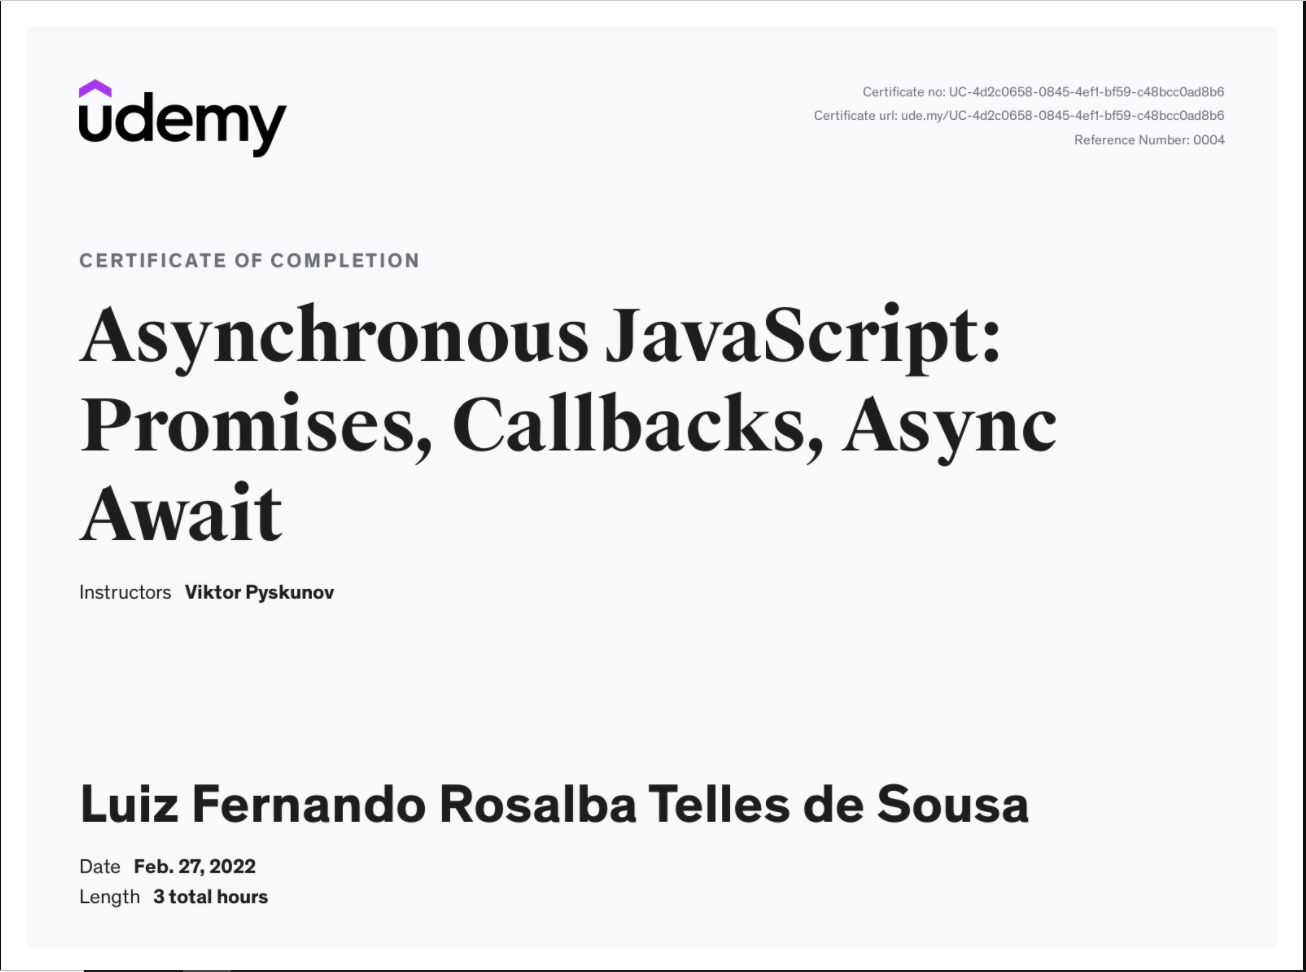 udemy
Certificate no: UC-4d2c0658-0845-4ef1-bf59-c48bcc0ad8b6
Certificate url: ude.my/UC-4d2c0658-0845-4ef1-bf59-c48bcc0ad8b6
Reference Number: 0004
CERTIFICATE OF COMPLETION
Asynchronous JavaScript:
Promises, Callbacks, Async
Await
Instructors Viktor Pyskunov
Luiz Fernando Rosalba Telles de Sousa
Date Feb. 27, 2022
Length 3 total hours